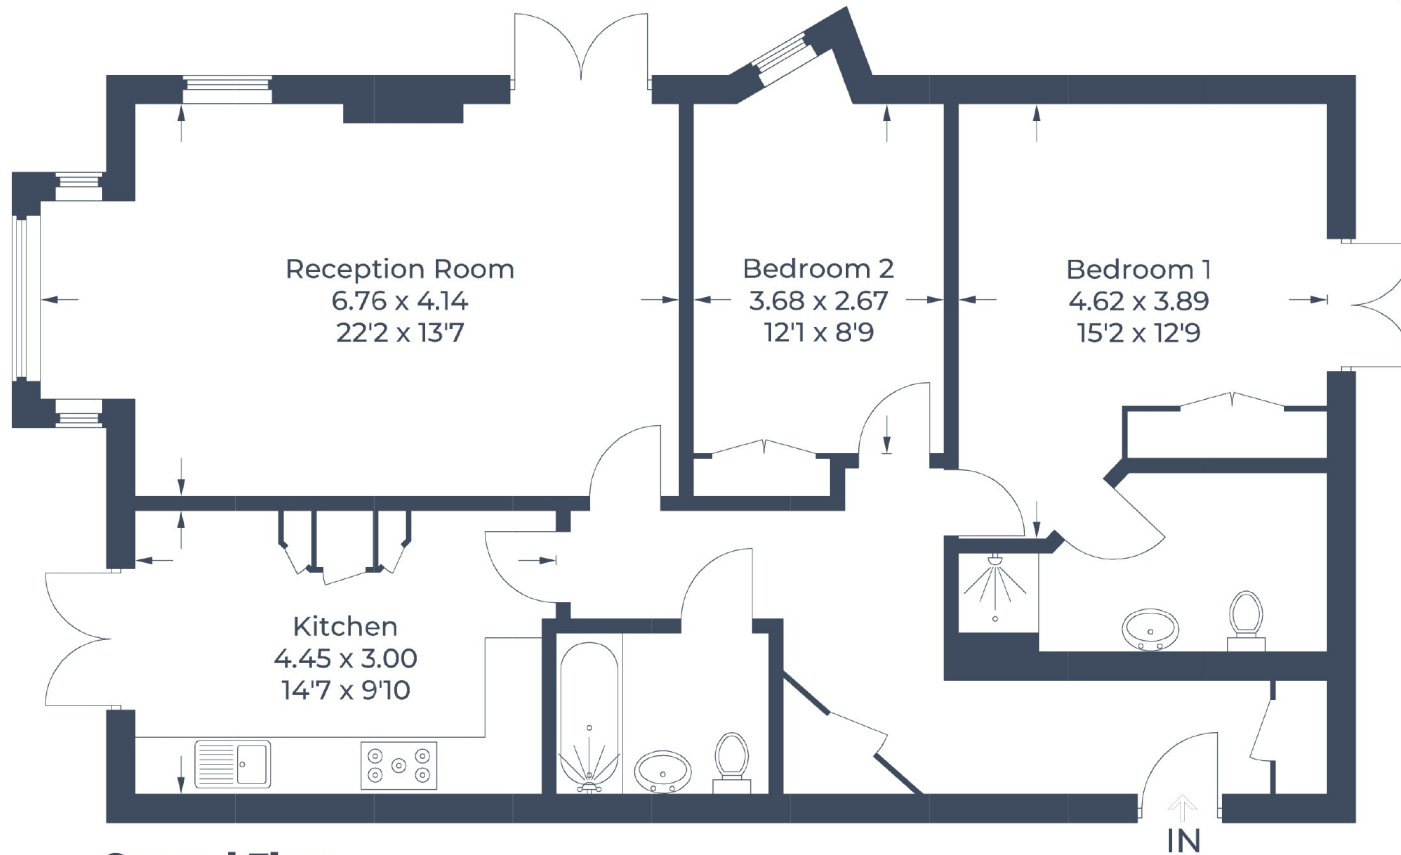 Reception Room
6.76 x 4.14
22'2 x 13'7
Bedroom 2
3.68 x 2.67
12'1 x 8'9
Bedroom 1
4.62 x 3.89
15'2 x 12'9
Kitchen
4.45 x 3.00
14'7 x 9'10
IN